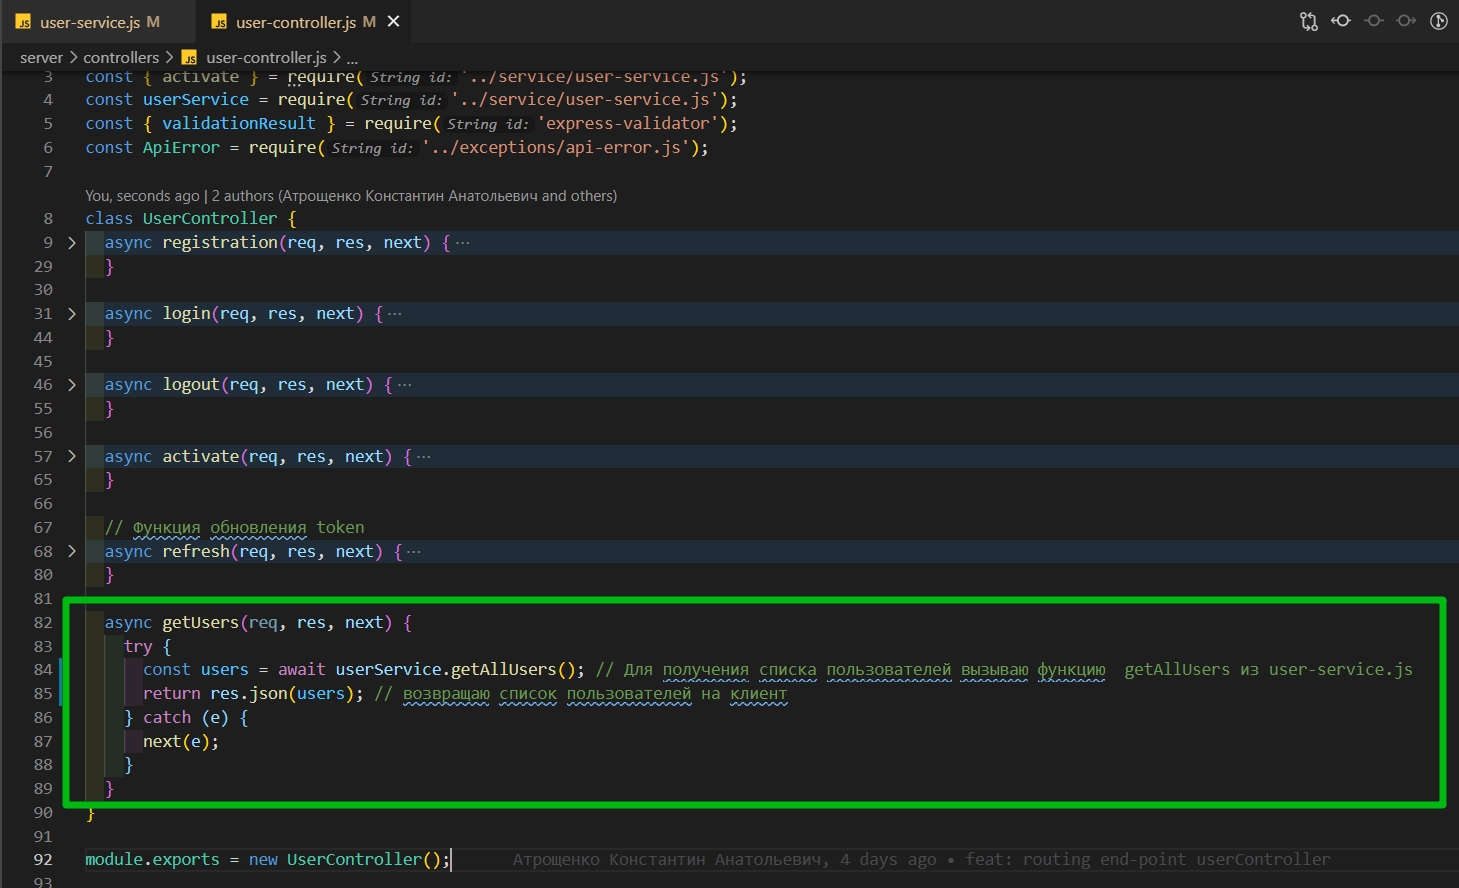 JS user-service.js M JS user-controller.js M
server > controllers > JS user-controller.js > ...
3 const { activate } = require( String id: '../service/user-service.js');
4 const userService = require( String id: '../service/user-service.js');
5 const { validationResult } = require( String id: 'express-validator');
6 const ApiError = require( String id: '../exceptions/api-error.js');
7
You, seconds ago | 2 authors (Атрощенко Константин Анатольевич and others)
8 class UserController {
9 async registration(req, res, next) { ...
29 }
30
31 async login(req, res, next) { ...
44 }
45
46 async logout(req, res, next) { ...
55 }
56
57 async activate(req, res, next) { ...
65 }
66
67 // Функция обновления token
68 async refresh(req, res, next) { ...
80 }
81
82 async getUsers(req, res, next) {
83 try {
84 const users = await userService.getAllUsers(); // Для получения списка пользователей вызываю функцию getAllUsers из user-service.js
85 return res.json(users); // возвращаю список пользователей на клиент
86 } catch (e) {
87 next(e);
88 }
89 }
90 }
91
92 module.exports = new UserController(); Атрощенко Константин Анатольевич, 4 days ago • feat: routing end-point userController
93